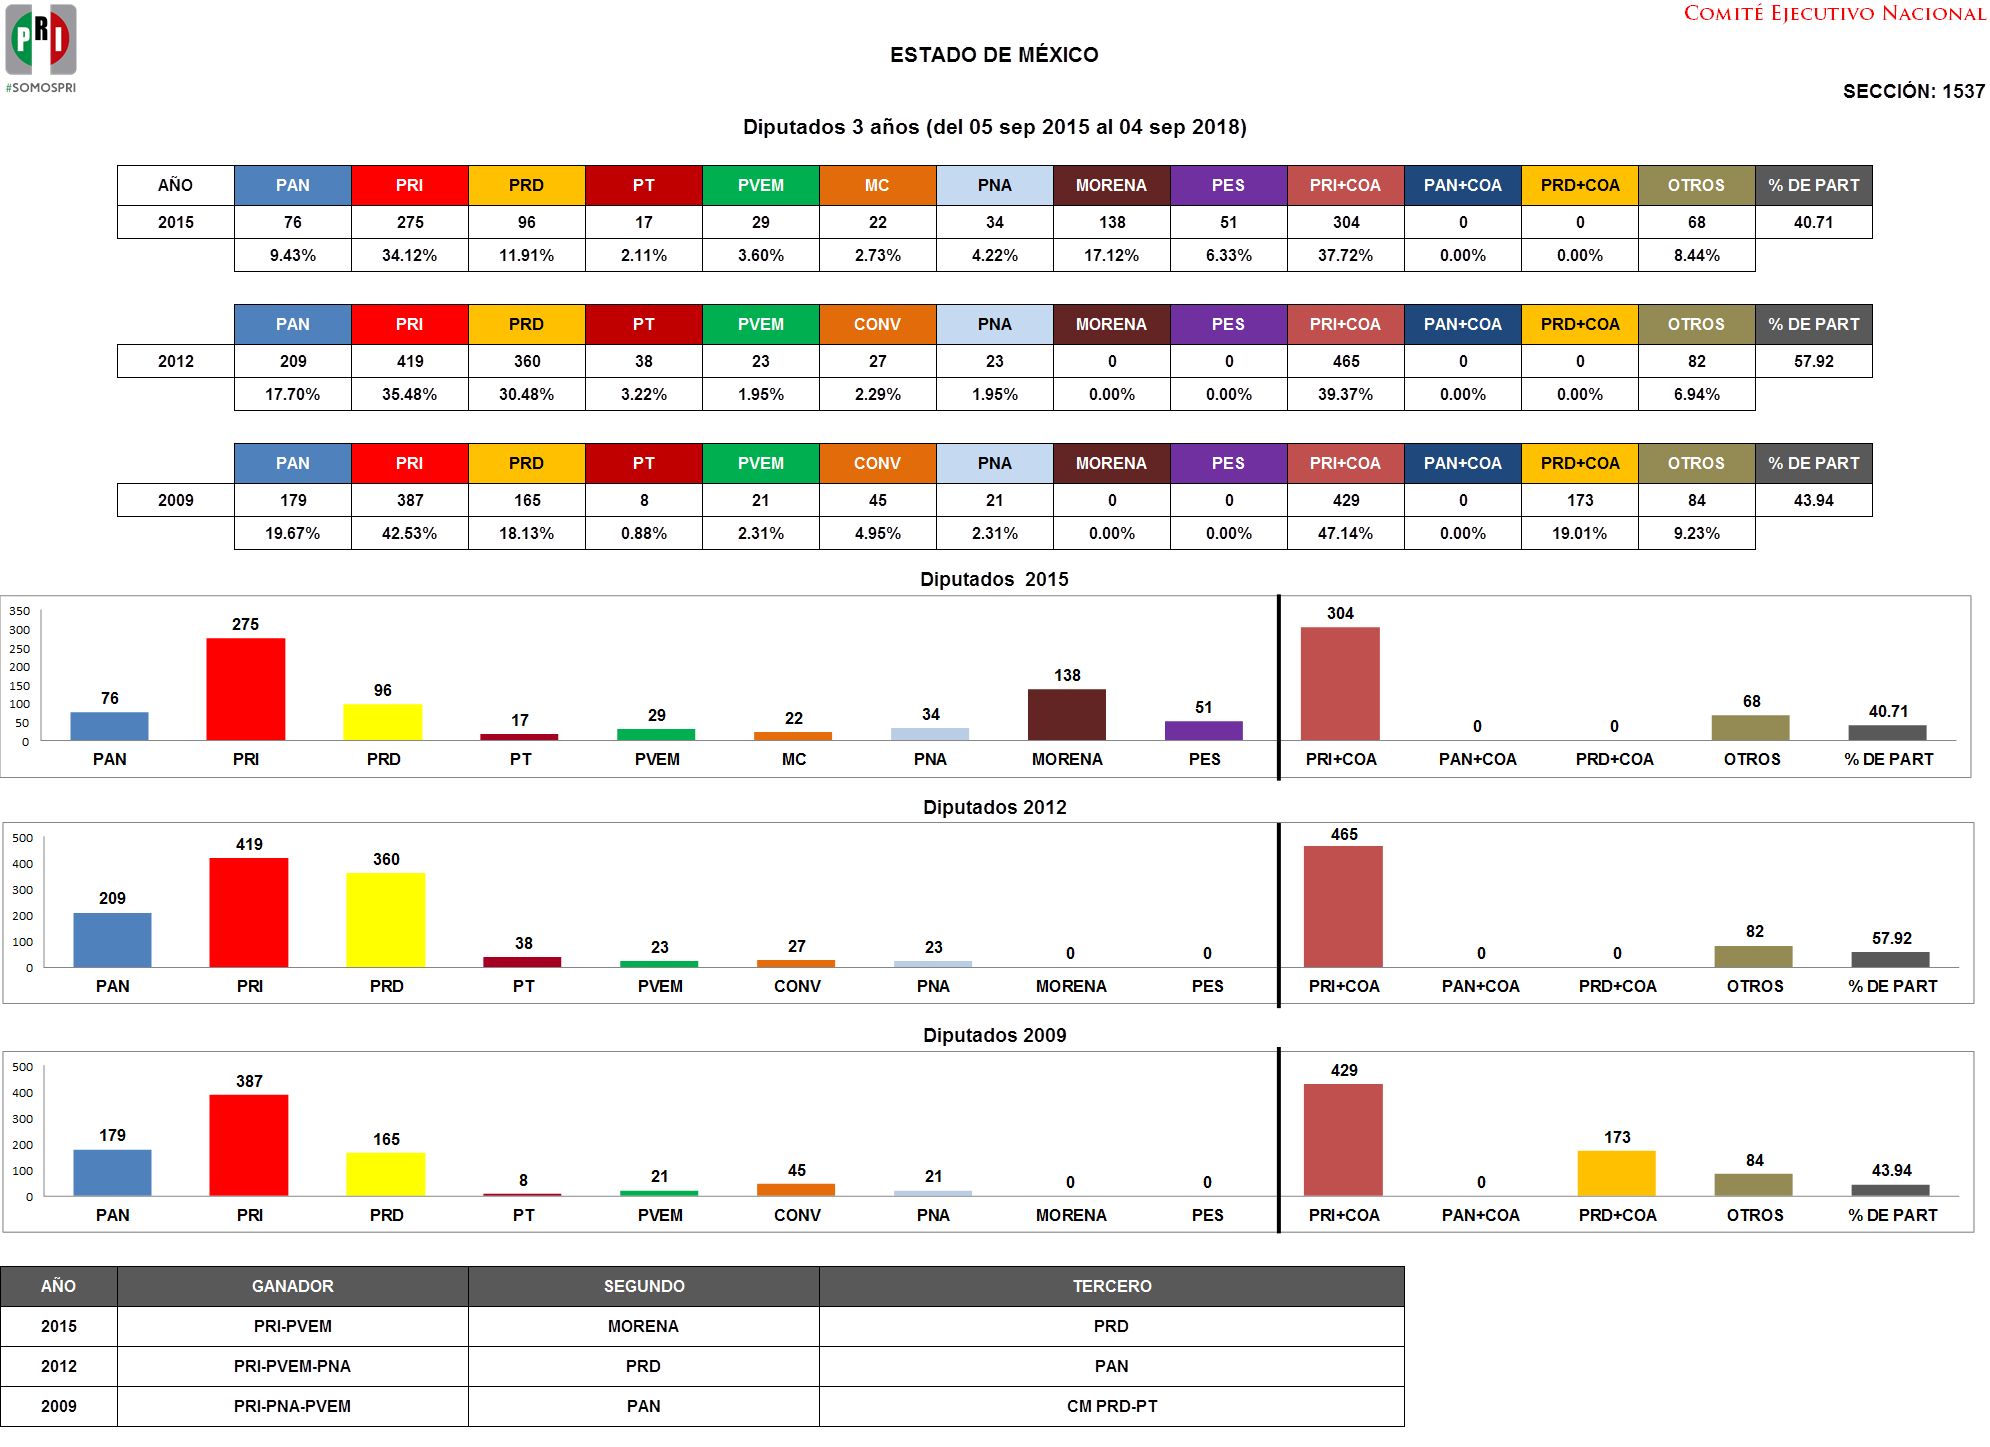 PRI
#SOMOSPRI
COMITÉ EJECUTIVO NACIONAL
ESTADO DE MÉXICO
SECCIÓN: 1537
Diputados 3 años (del 05 sep 2015 al 04 sep 2018)
AÑO PAN PRI PRD PT PVEM MC PNA MORENA PES PRI+COA PAN+COA PRD+COA OTROS % DE PART
2015 76 275 96 17 29 22 34 138 51 304 0 0 68 40.71
9.43% 34.12% 11.91% 2.11% 3.60% 2.73% 4.22% 17.12% 6.33% 37.72% 0.00% 0.00% 8.44%
PAN PRI PRD PT PVEM CONV PNA MORENA PES PRI+COA PAN+COA PRD+COA OTROS % DE PART
2012 209 419 360 38 23 27 23 0 0 465 0 0 82 57.92
17.70% 35.48% 30.48% 3.22% 1.95% 2.29% 1.95% 0.00% 0.00% 39.37% 0.00% 0.00% 6.94%
PAN PRI PRD PT PVEM CONV PNA MORENA PES PRI+COA PAN+COA PRD+COA OTROS % DE PART
2009 179 387 165 8 21 45 21 0 0 429 0 173 84 43.94
19.67% 42.53% 18.13% 0.88% 2.31% 4.95% 2.31% 0.00% 0.00% 47.14% 0.00% 19.01% 9.23%
Diputados 2015
350
300
250
200
150
100
50
0
76 275 96 17 29 22 34 138 51 304 0 0 68 40.71
PAN PRI PRD PT PVEM MC PNA MORENA PES PRI+COA PAN+COA PRD+COA OTROS % DE PART
Diputados 2012
500
400
300
200
100
0
209 419 360 38 23 27 23 0 0 465 0 0 82 57.92
PAN PRI PRD PT PVEM CONV PNA MORENA PES PRI+COA PAN+COA PRD+COA OTROS % DE PART
Diputados 2009
500
400
300
200
100
0
179 387 165 8 21 45 21 0 0 429 0 173 84 43.94
PAN PRI PRD PT PVEM CONV PNA MORENA PES PRI+COA PAN+COA PRD+COA OTROS % DE PART
AÑO GANADOR SEGUNDO TERCERO
2015 PRI-PVEM MORENA PRD
2012 PRI-PVEM-PNA PRD PAN
2009 PRI-PNA-PVEM PAN CM PRD-PT